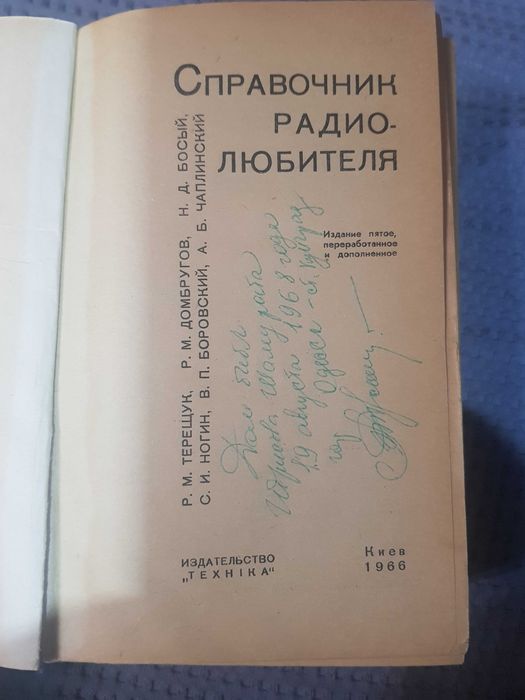 СПРАВОЧНИК
РАДИО-
ЛЮБИТЕЛЯ
Издание пятое,
переработанное
и дополненное
Р. М. ТЕРЕЩУК, Р. М. ДОМБРУГОВ, Н. Д. БОСЫЙ,
С. И. НОГИН, В. П. БОРОВСКИЙ, А. Б. ЧАПЛИНСКИЙ
19 августа 1968 года
Одесса
ИЗДАТЕЛЬСТВО
„ТЕХНІКА“
Киев
1966